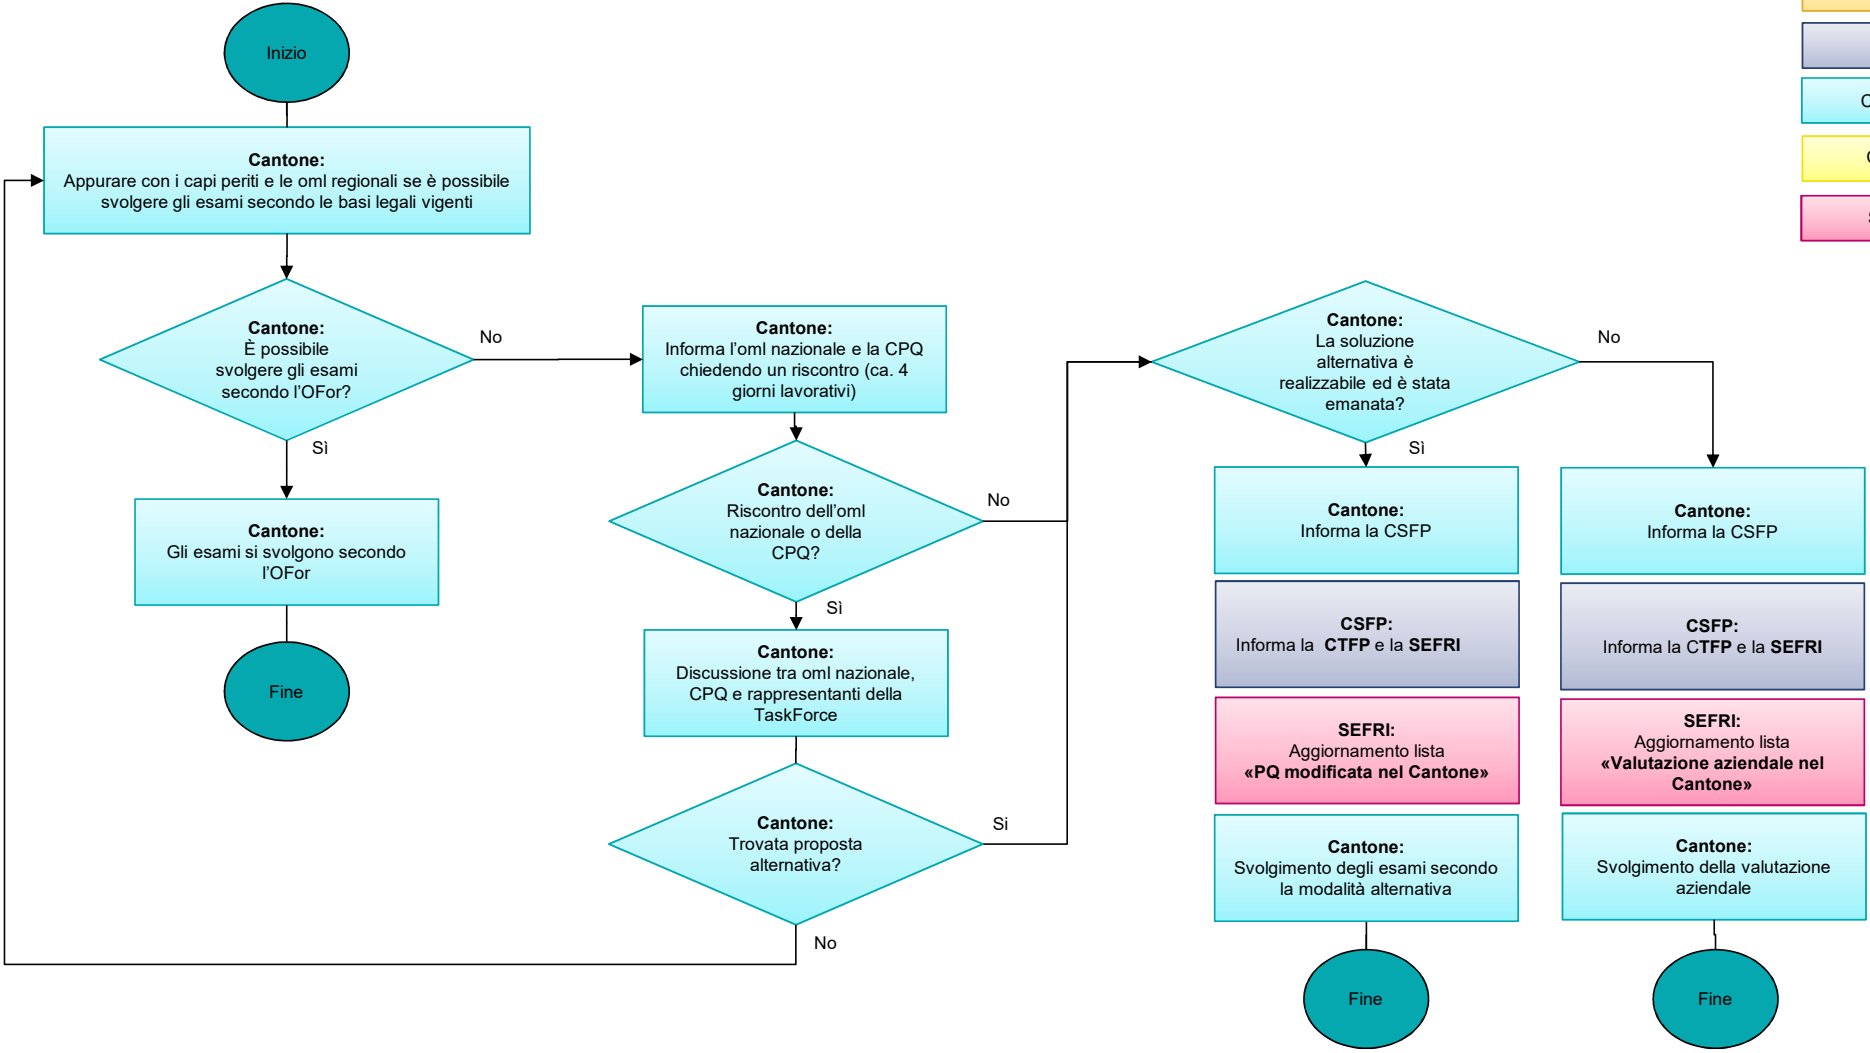 Inizio
Cantone:
Appurare con i capi periti e le oml regionali se è possibile
svolgere gli esami secondo le basi legali vigenti
Cantone:
È possibile
svolgere gli esami
secondo l'OFor?
No
Sì
Cantone:
Gli esami si svolgono secondo
l'OFor
Fine
Cantone:
Informa l'oml nazionale e la CPQ
chiedendo un riscontro (ca. 4
giorni lavorativi)
Cantone:
Riscontro dell'oml
nazionale o della
CPQ?
No
Sì
Cantone:
Discussione tra oml nazionale,
CPQ e rappresentanti della
TaskForce
Cantone:
Trovata proposta
alternativa?
Si
No
Cantone:
La soluzione
alternativa è
realizzabile ed è stata
emanata?
No
Sì
Cantone:
Informa la CSFP
CSFP:
Informa la  CTFP e la SEFRI
SEFRI:
Aggiornamento lista
«PQ modificata nel Cantone»
Cantone:
Svolgimento degli esami secondo
la modalità alternativa
Fine
Cantone:
Informa la CSFP
CSFP:
Informa la CTFP e la SEFRI
SEFRI:
Aggiornamento lista
«Valutazione aziendale nel
Cantone»
Cantone:
Svolgimento della valutazione
aziendale
Fine